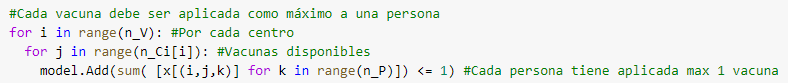 #Cada vacuna debe ser aplicada como máximo a una persona
for i in range(n_V): #Por cada centro
  for j in range(n_Ci[i]): #Vacunas disponibles
    model.Add(sum( [x[(i,j,k)] for k in range(n_P)]) <= 1) #Cada persona tiene aplicada max 1 vacuna